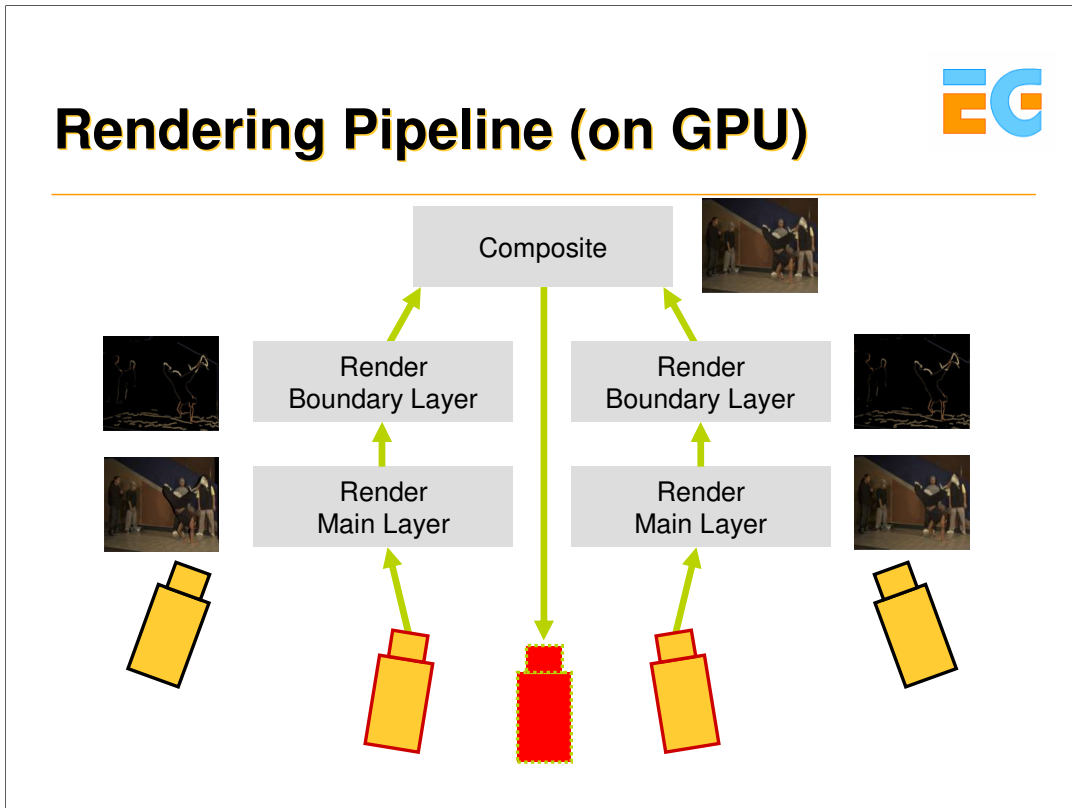 Rendering Pipeline (on GPU)
EG
Composite
Render
Boundary Layer
Render
Boundary Layer
Render
Main Layer
Render
Main Layer